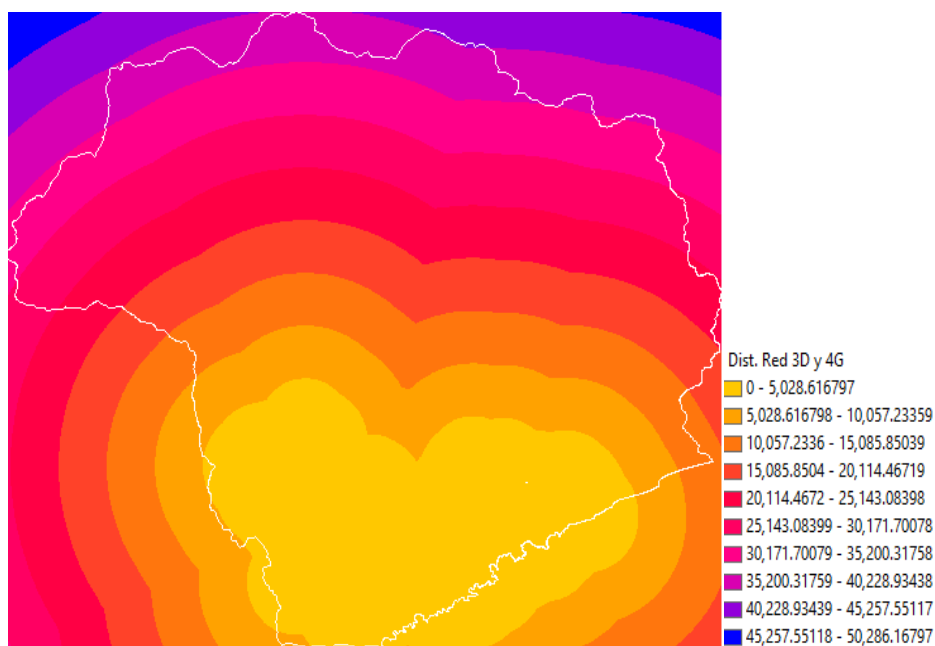 Dist. Red 3D y 4G
0 - 5,028.616797
5,028.616798 - 10,057.23359
10,057.2336 - 15,085.85039
15,085.8504 - 20,114.46719
20,114.4672 - 25,143.08398
25,143.08399 - 30,171.70078
30,171.70079 - 35,200.31758
35,200.31759 - 40,228.93438
40,228.93439 - 45,257.55117
45,257.55118 - 50,286.16797